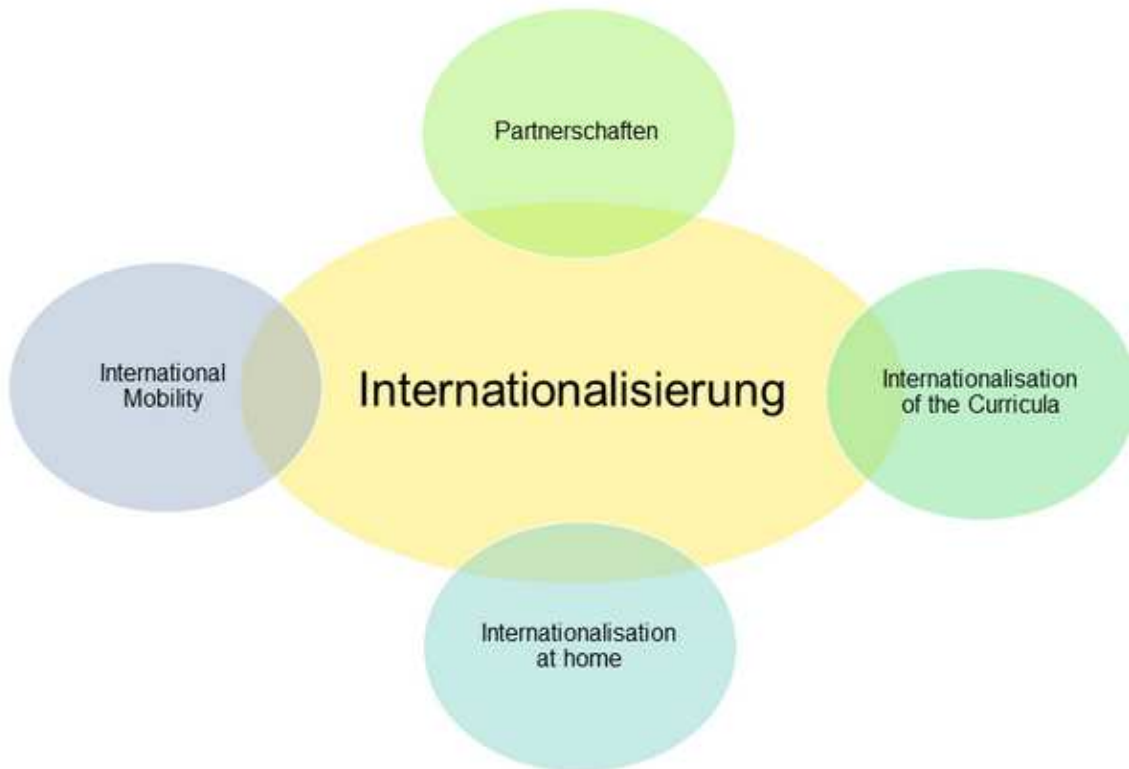 Partnerschaften
International
Mobility
Internationalisierung
Internationalisation
of the Curricula
Internationalisation
at home